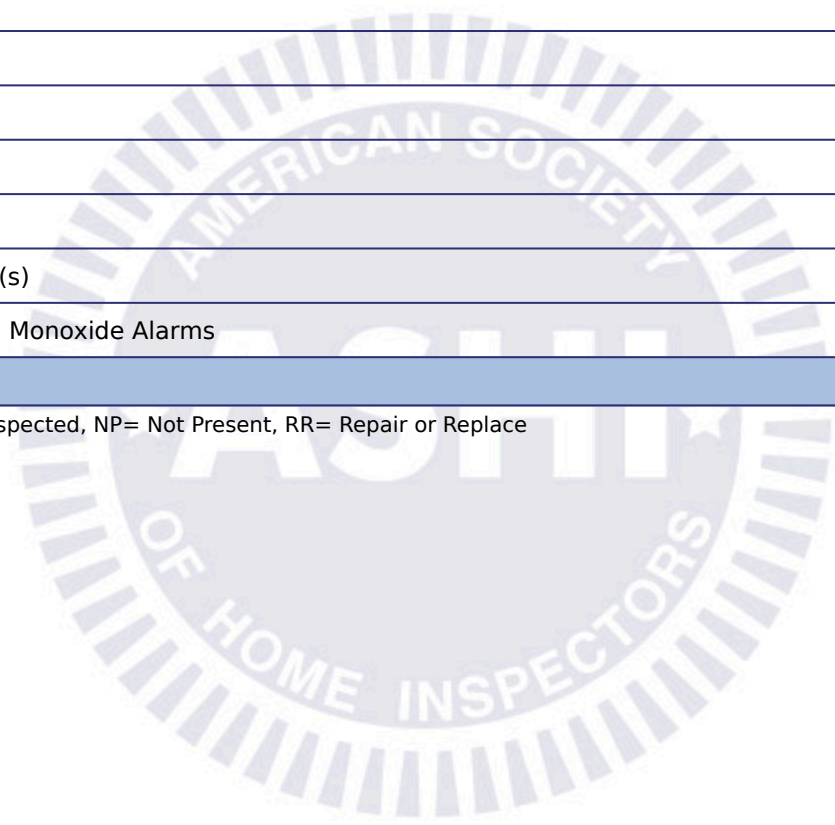 AMERICAN SOCIETY
(s)
Monoxide Alarms
spected, NP= Not Present, RR= Repair or Replace
ASHI
OF HOME INSPECTORS